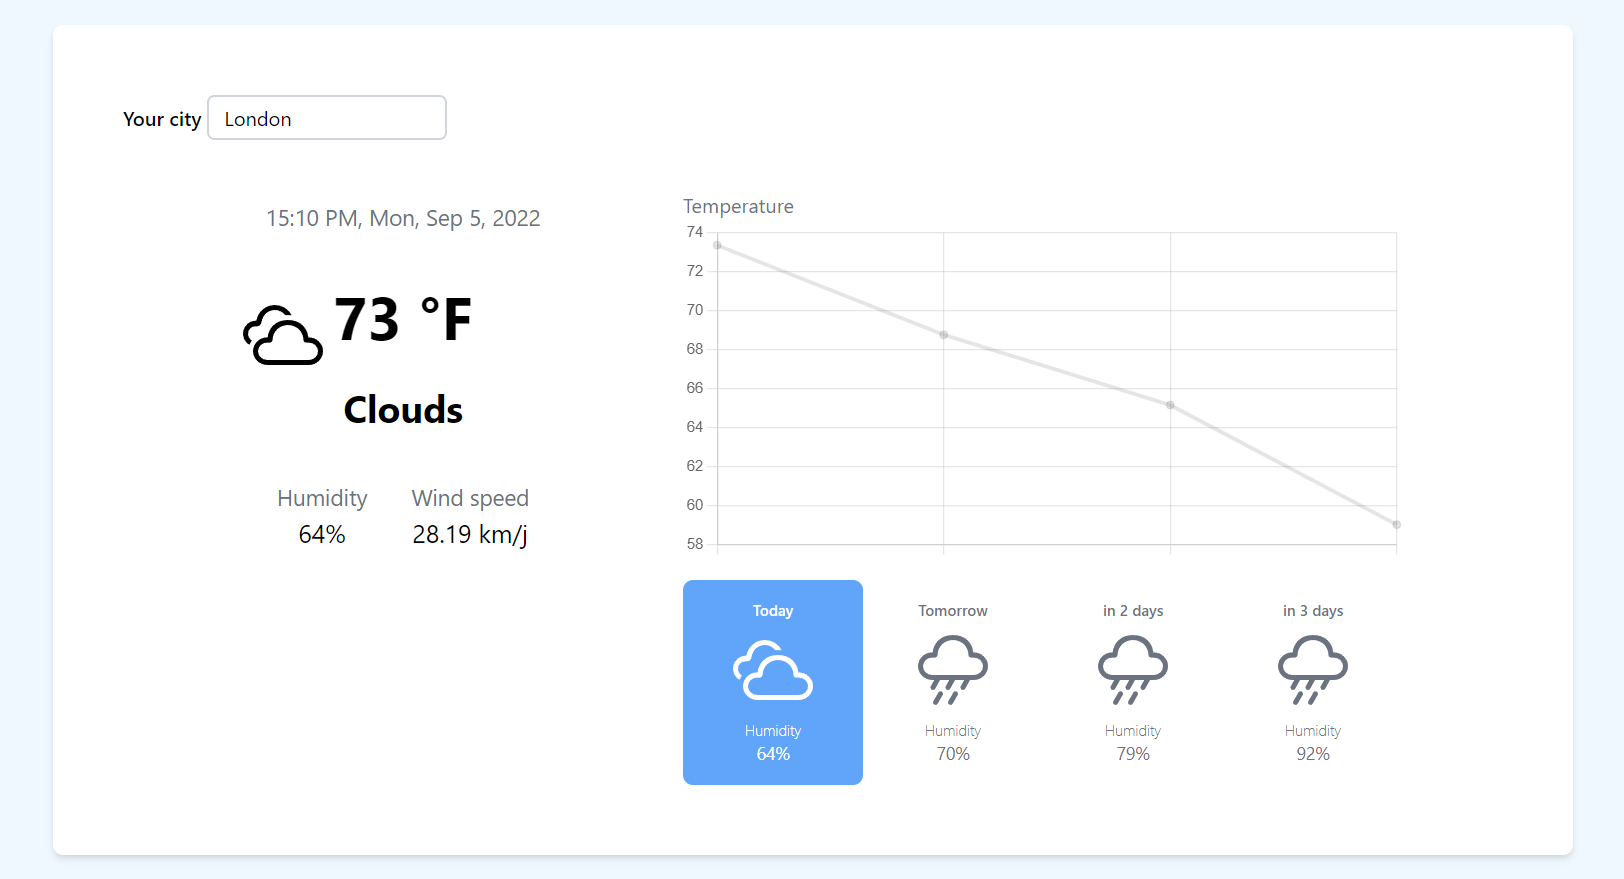 Your city London
15:10 PM, Mon, Sep 5, 2022
73 °F
Clouds
Humidity Wind speed
64% 28.19 km/j
Temperature
74
72
70
68
66
64
62
60
58
Today Tomorrow in 2 days in 3 days
Humidity Humidity Humidity Humidity
64% 70% 79% 92%